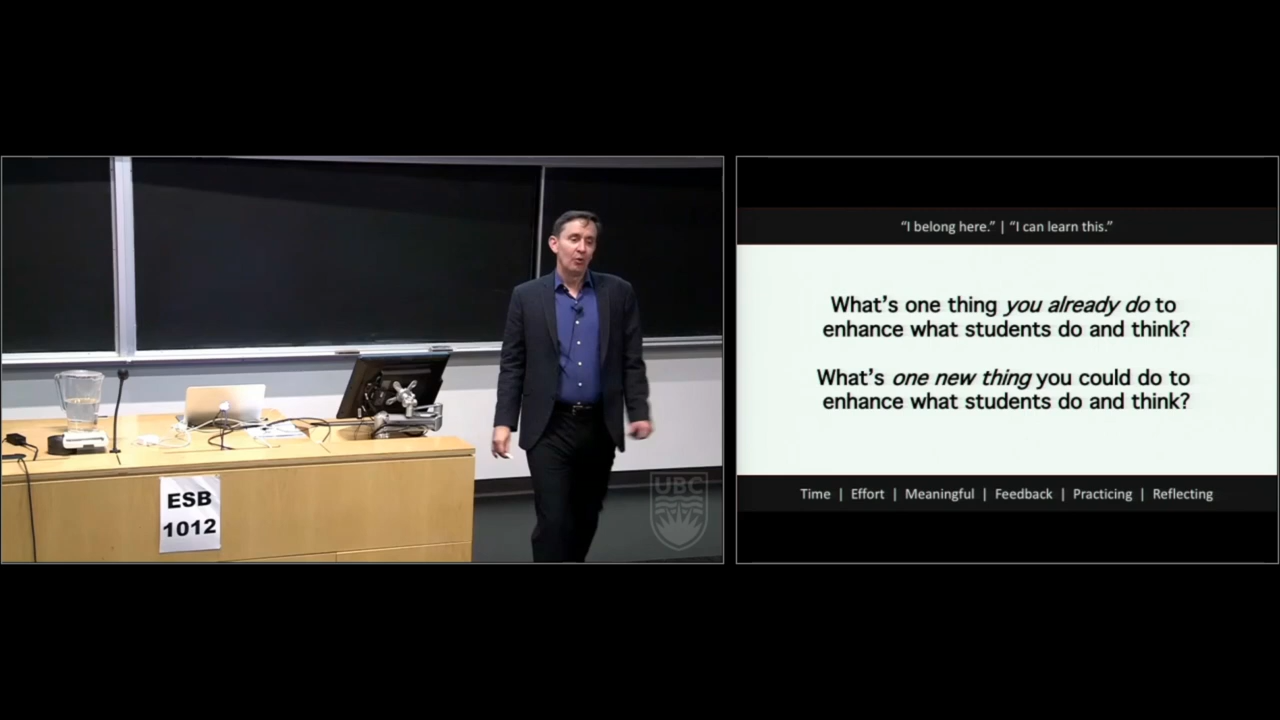 ESB
1012
UBC
“I belong here.” | “I can learn this.”
What’s one thing you already do to
enhance what students do and think?
What’s one new thing you could do to
enhance what students do and think?
Time | Effort | Meaningful | Feedback | Practicing | Reflecting